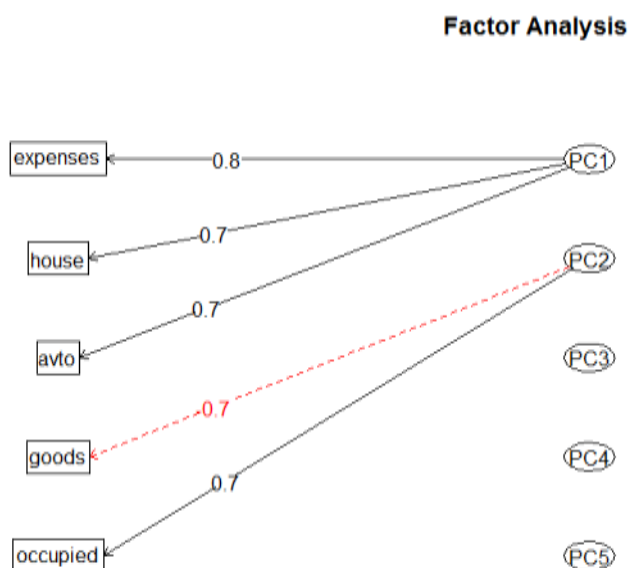 Factor Analysis
expenses 0.8 PC1
house 0.7 PC2
avto 0.7 PC3
goods -0.7 PC4
occupied 0.7 PC5